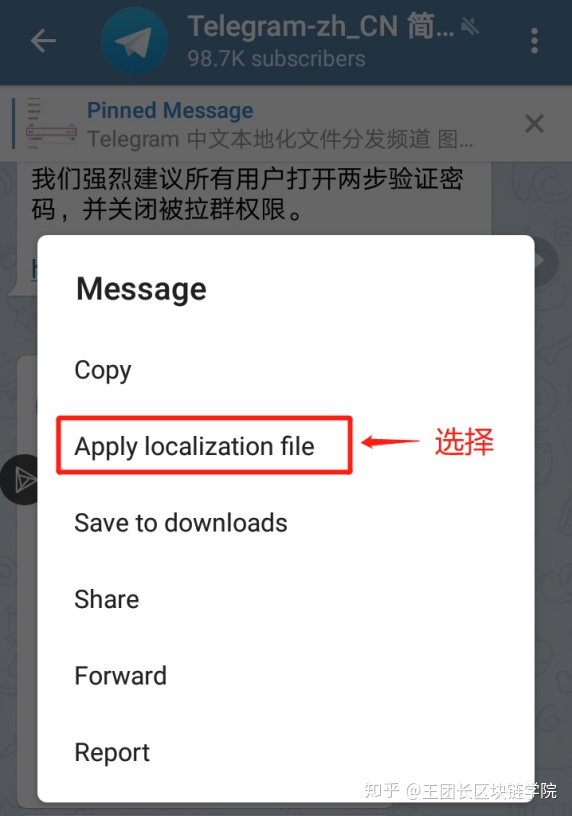 Telegram-zh_CN 简...
98.7K subscribers
Pinned Message
Telegram 中文本地化文件分发频道 图...
我们强烈建议所有用户打开两步验证密
码，并关闭被拉群权限。
Message
Copy
Apply localization file
选择
Save to downloads
Share
Forward
Report
知乎 @王团长区块链学院